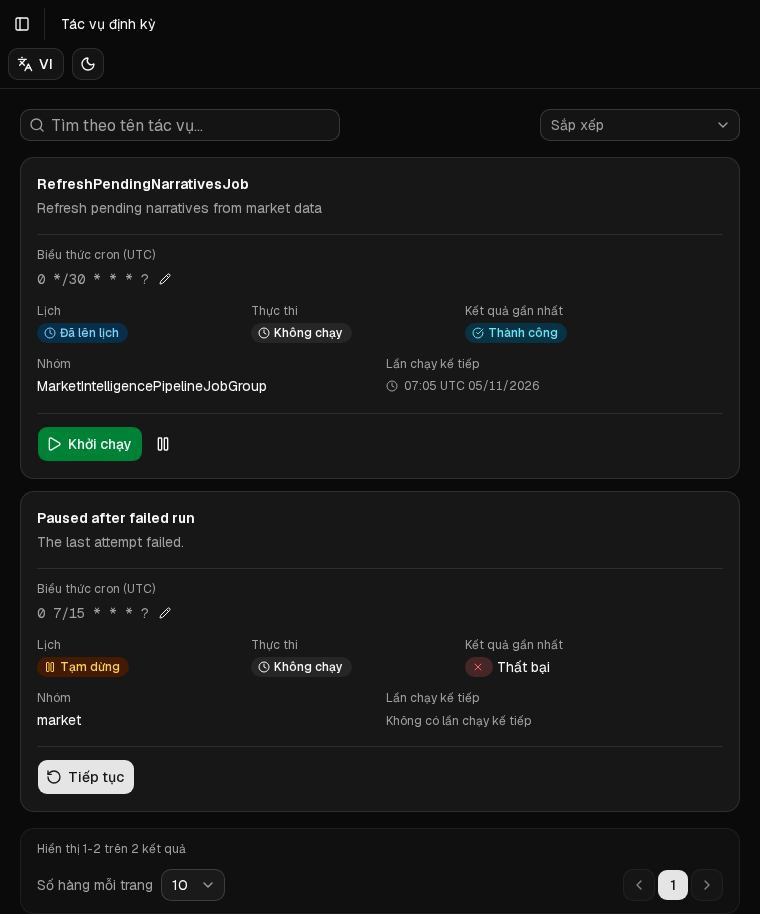 Tác vụ định kỳ
VI
Tìm theo tên tác vụ...
Sắp xếp
RefreshPendingNarrativesJob
Refresh pending narratives from market data
Biểu thức cron (UTC)
0 */30 * * * ?
Lịch
Thực thi
Kết quả gần nhất
Đã lên lịch
Không chạy
Thành công
Nhóm
Lần chạy kế tiếp
MarketIntelligencePipelineJobGroup
07:05 UTC 05/11/2026
Khởi chạy
Paused after failed run
The last attempt failed.
Biểu thức cron (UTC)
0 7/15 * * * ?
Lịch
Thực thi
Kết quả gần nhất
Tạm dừng
Không chạy
Thất bại
Nhóm
Lần chạy kế tiếp
market
Không có lần chạy kế tiếp
Tiếp tục
Hiển thị 1-2 trên 2 kết quả
Số hàng mỗi trang
10
1